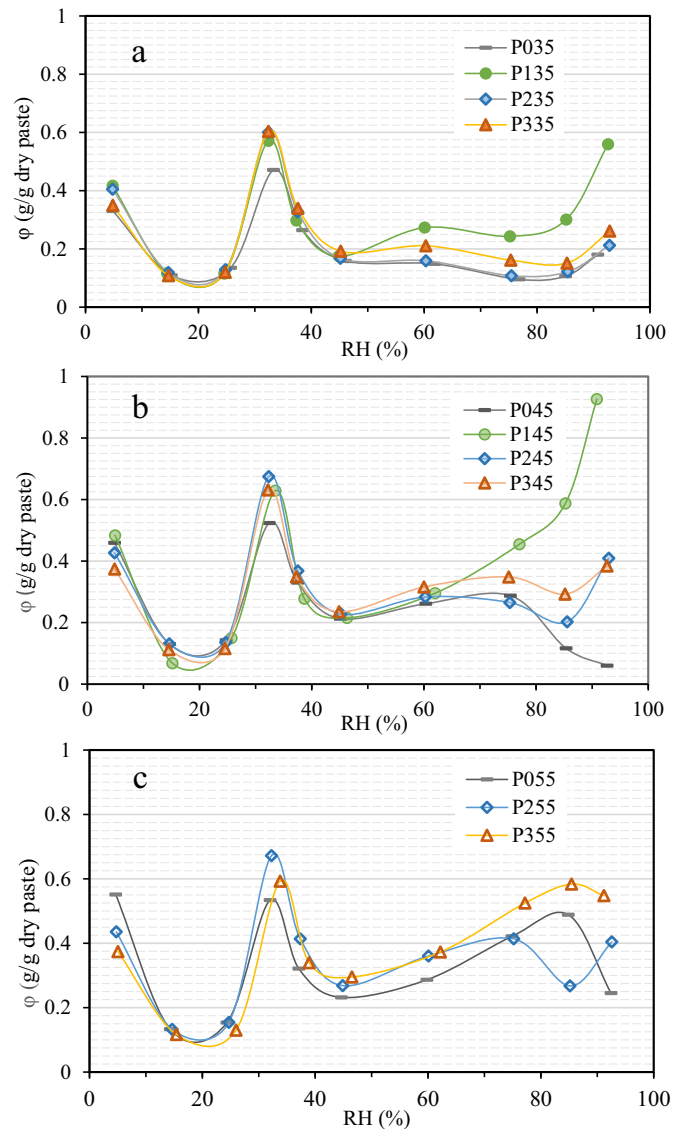 1
0.8
0.6
0.4
0.2
0
φ (g/g dry paste)
a
P035
P135
P235
P335
0 20 40 60 80 100
RH (%)
1
0.8
0.6
0.4
0.2
0
φ (g/g dry paste)
b
P045
P145
P245
P345
0 20 40 60 80 100
RH (%)
1
0.8
0.6
0.4
0.2
0
φ (g/g dry paste)
c
P055
P255
P355
0 20 40 60 80 100
RH (%)